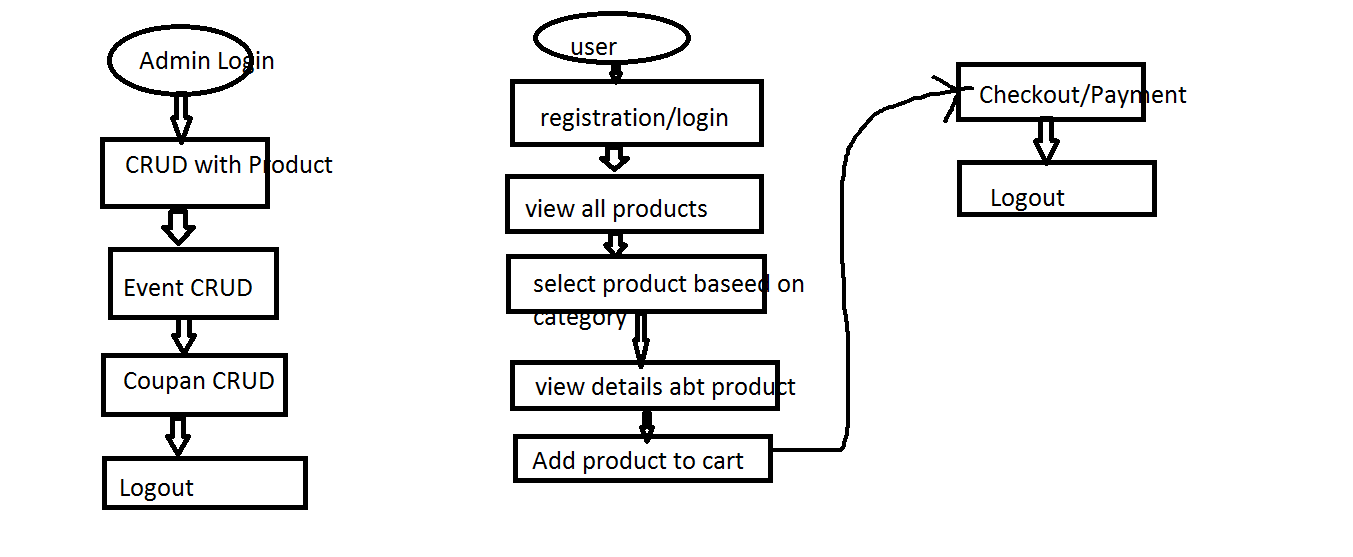 Admin Login
CRUD with Product
Event CRUD
Coupan CRUD
Logout
user
registration/login
view all products
select product baseed on
category
view details abt product
Add product to cart
Checkout/Payment
Logout